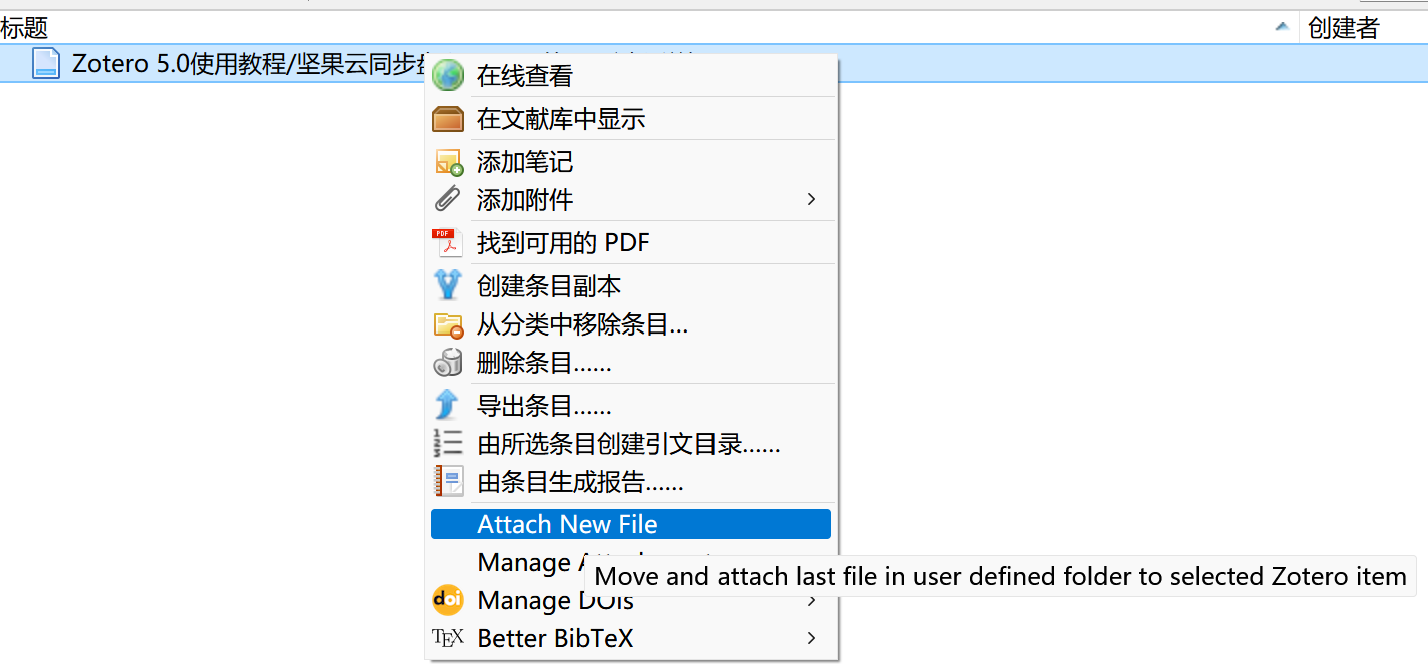 标题
创建者
Zotero 5.0使用教程/坚果云同步
在线查看
在文献库中显示
添加笔记
添加附件
PDF
找到可用的 PDF
创建条目副本
从分类中移除条目...
删除条目......
导出条目......
1
2
3
由所选条目创建引文目录......
由条目生成报告......
Attach New File
Manage
Move and attach last file in user defined folder to selected Zotero item
doi
Manage DOIs
TEX
Better BibTeX